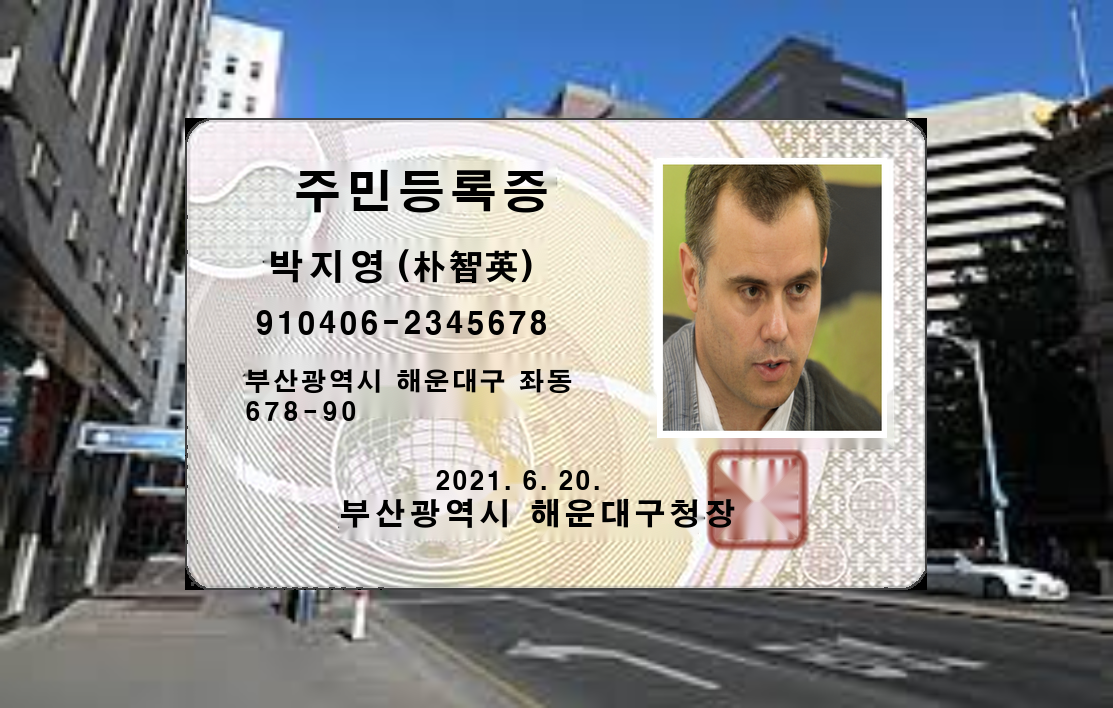 주민등록증
박지영(朴智英)
910406-2345678
부산광역시 해운대구 좌동
678-90
2021. 6. 20.
부산광역시 해운대구청장